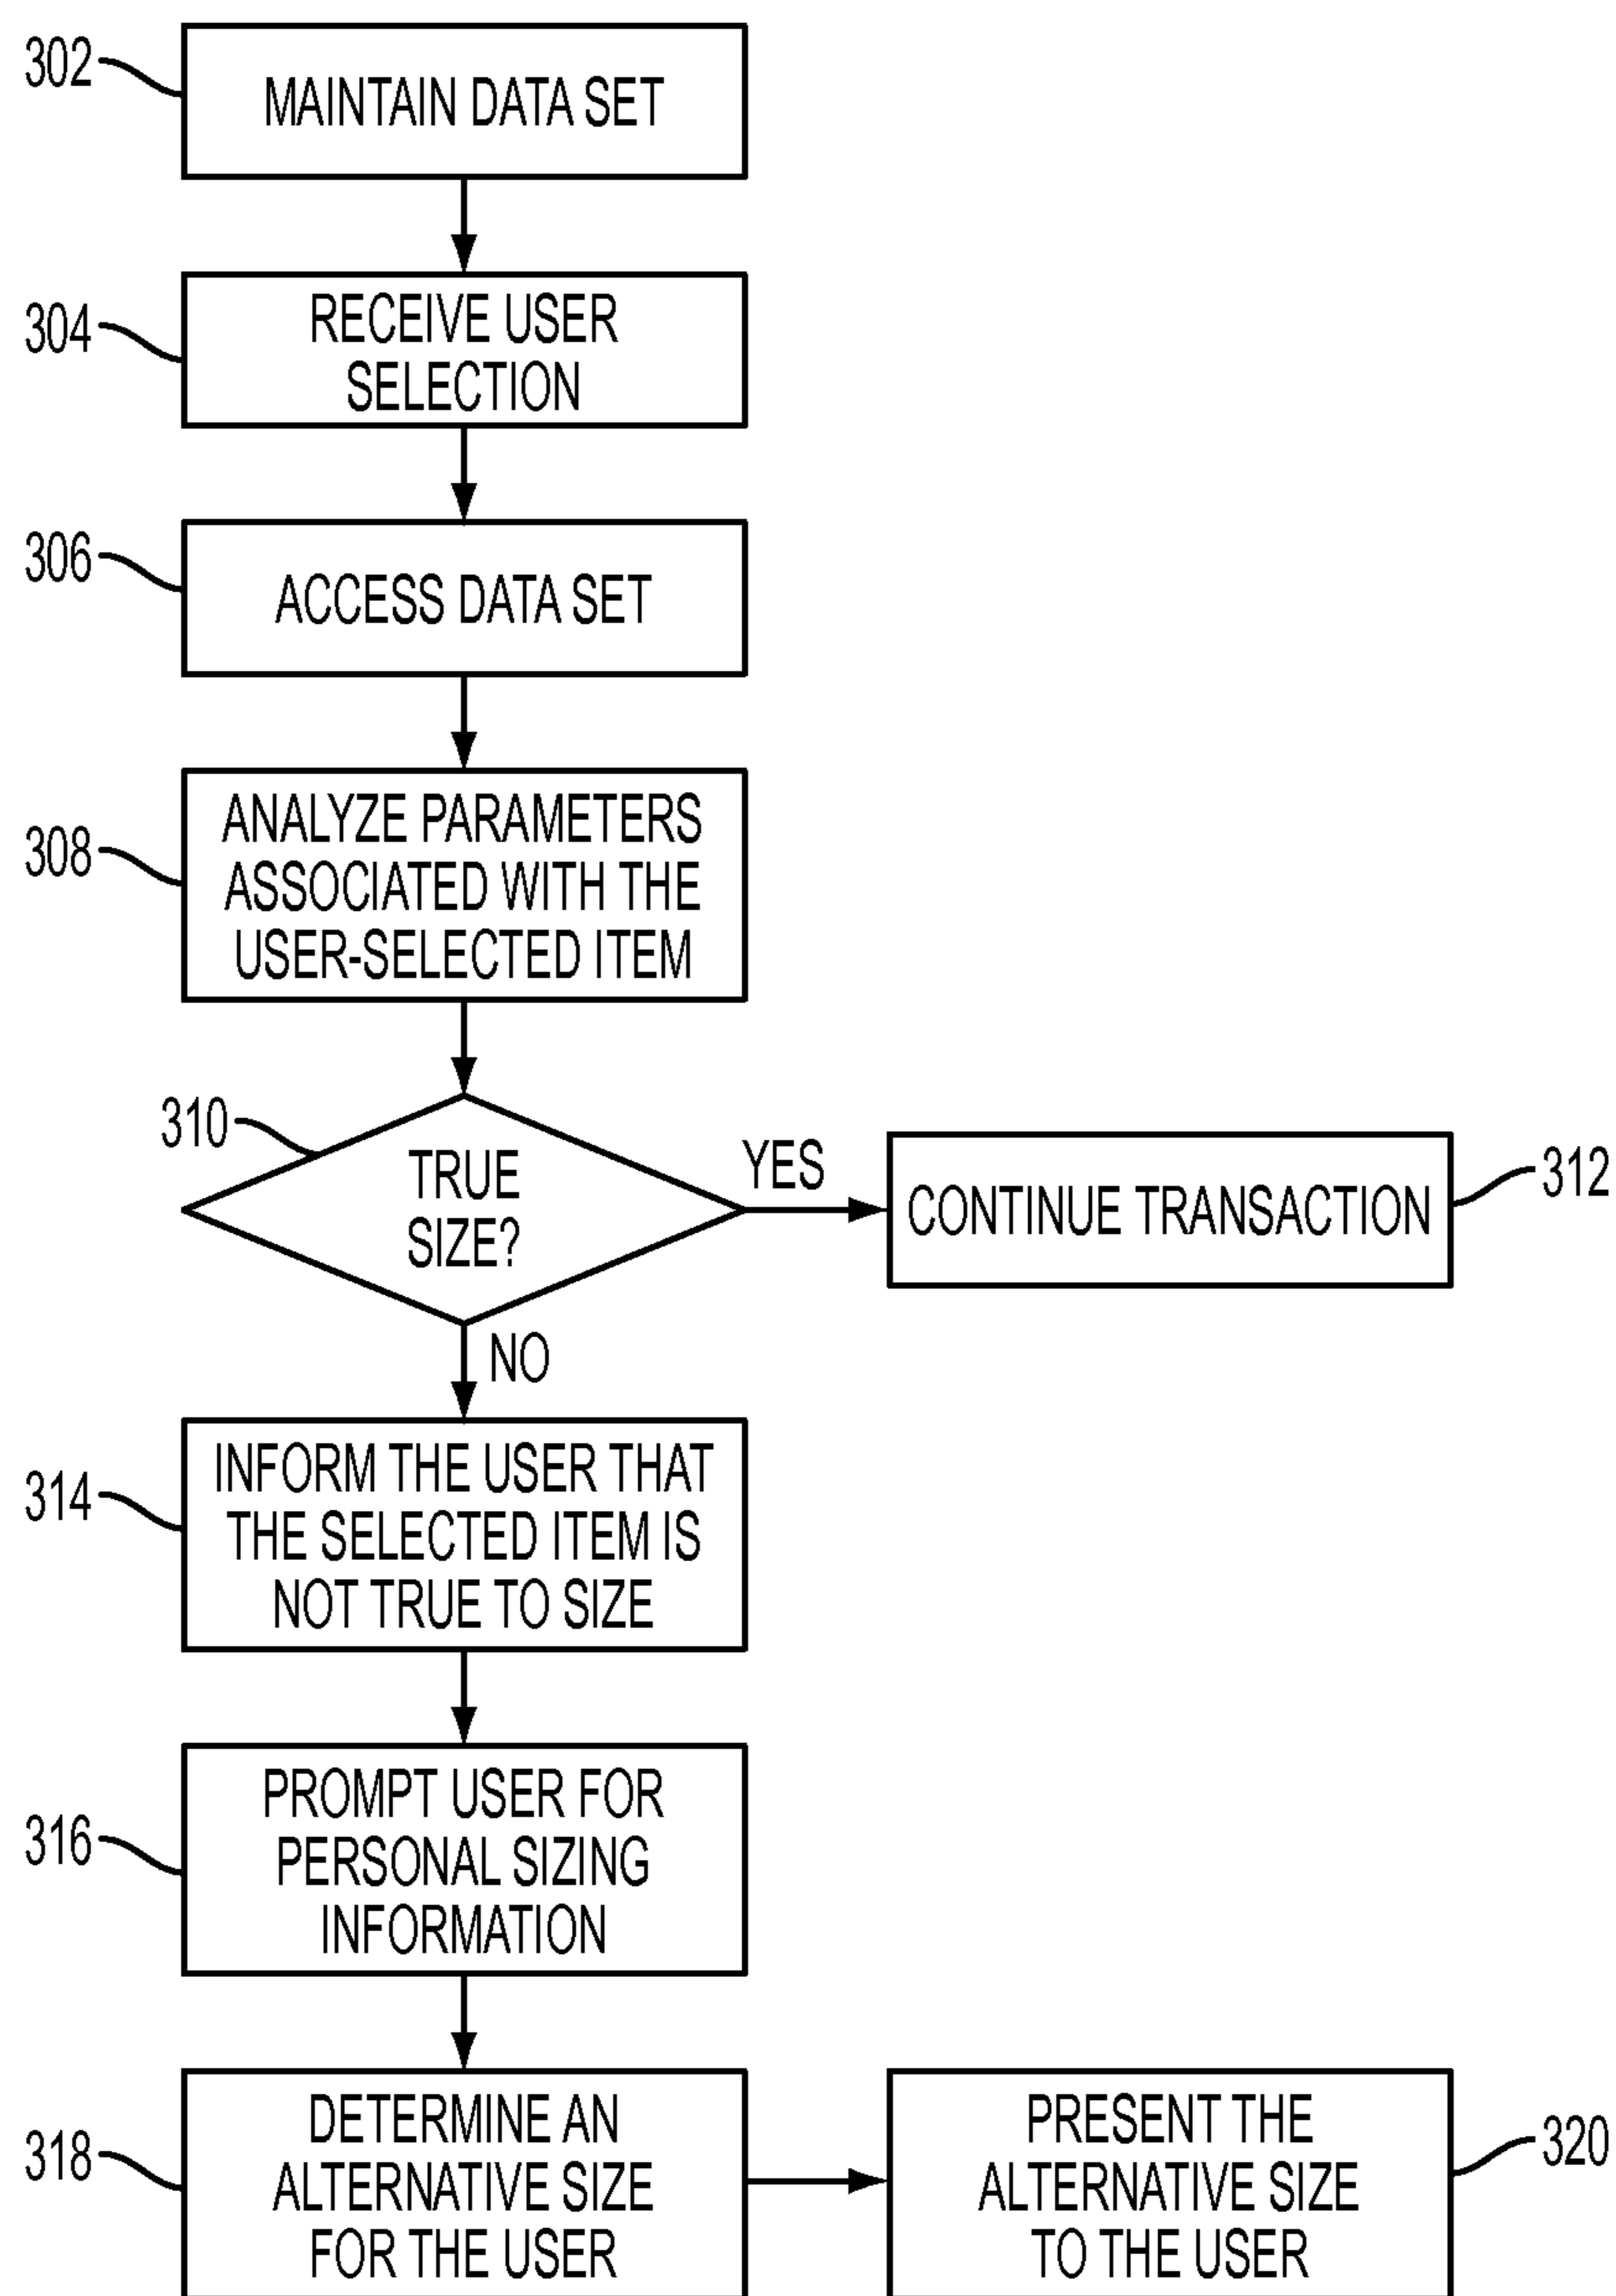 302
MAINTAIN DATA SET
304
RECEIVE USER
SELECTION
306
ACCESS DATA SET
308
ANALYZE PARAMETERS
ASSOCIATED WITH THE
USER-SELECTED ITEM
310
TRUE
SIZE?
YES
CONTINUE TRANSACTION
312
NO
314
INFORM THE USER THAT
THE SELECTED ITEM IS
NOT TRUE TO SIZE
316
PROMPT USER FOR
PERSONAL SIZING
INFORMATION
318
DETERMINE AN
ALTERNATIVE SIZE
FOR THE USER
PRESENT THE
ALTERNATIVE SIZE
TO THE USER
320